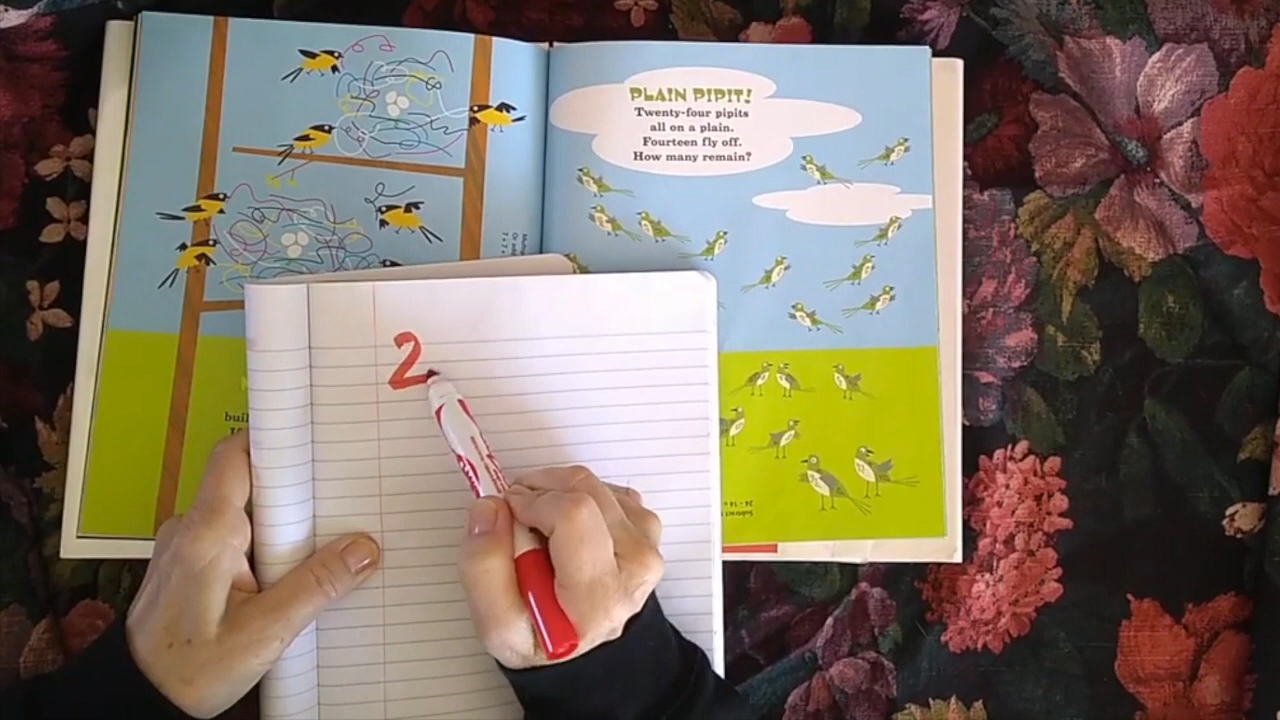 PLAIN PIPIT!
Twenty-four pipits
all on a plain.
Fourteen fly off.
How many remain?
2